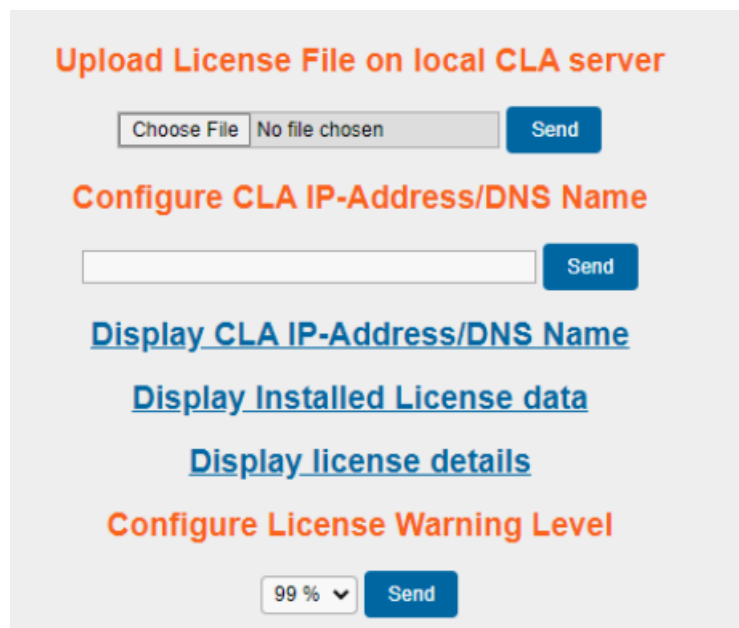 Upload License File on local CLA server
Choose File No file chosen Send
Configure CLA IP-Address/DNS Name
Send
Display CLA IP-Address/DNS Name
Display Installed License data
Display license details
Configure License Warning Level
99 % Send